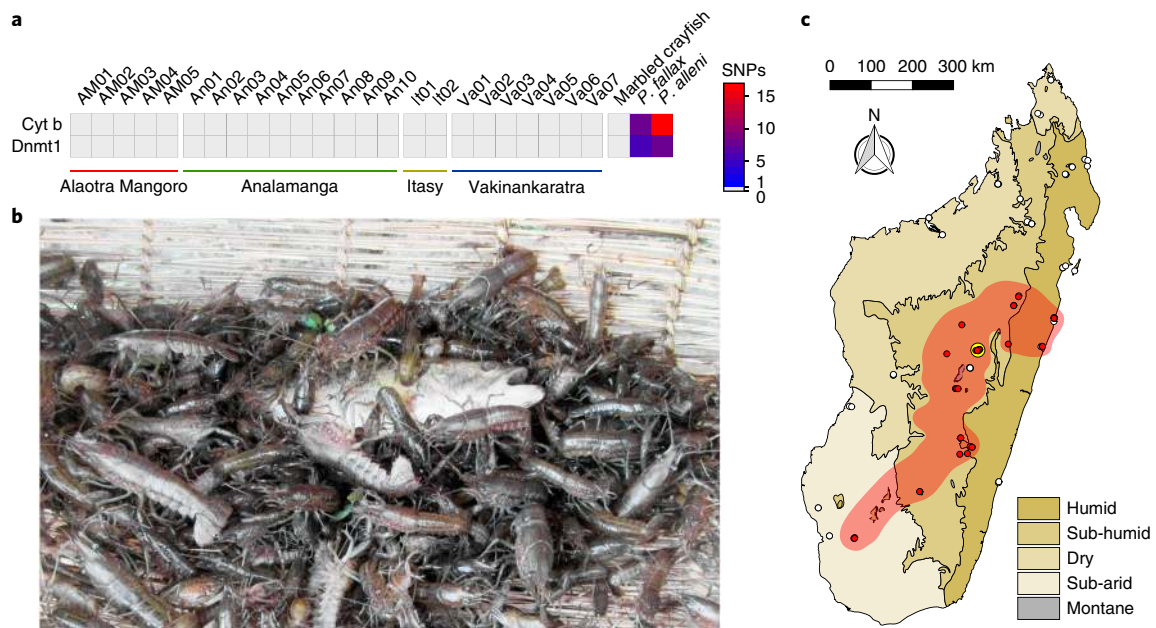 a
AM01 AM02 AM03 AM04 AM05 An01 An02 An03 An04 An05 An06 An07 An08 An09 An10 It01 It02 Va01 Va02 Va03 Va04 Va05 Va06 Va07 Marbled crayfish P. fallax P. alleni
Cyt b
Dnmt1
Alaotra Mangoro Analamanga Itasy Vakinankaratra
SNPs
15
10
5
1
0
b
c
0 100 200 300 km
N
Humid
Sub-humid
Dry
Sub-arid
Montane